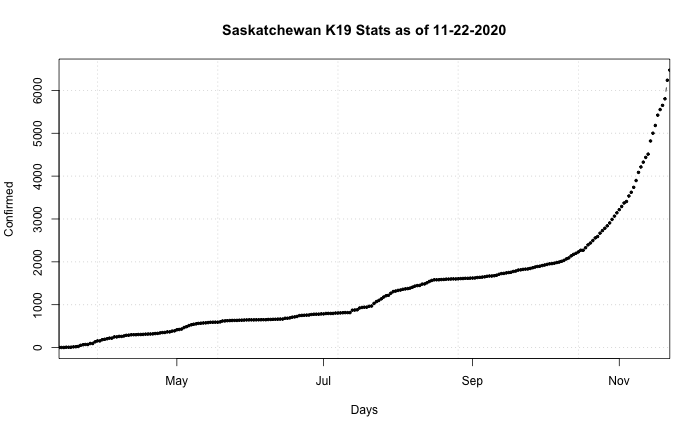 Saskatchewan K19 Stats as of 11-22-2020
Confirmed
6000
5000
4000
3000
2000
1000
0
May Jul Sep Nov
Days